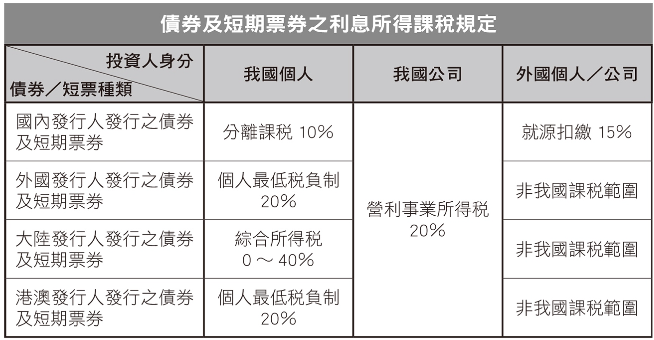 債券及短期票券之利息所得課稅規定
投資人身分
債券／短票種類
我國個人
我國公司
外國個人／公司
國內發行人發行之債券
及短期票券
分離課稅 10%
營利事業所得稅
20%
就源扣繳 15%
外國發行人發行之債券
及短期票券
個人最低稅負制
20%
非我國課稅範圍
大陸發行人發行之債券
及短期票券
綜合所得稅
0 ～ 40%
非我國課稅範圍
港澳發行人發行之債券
及短期票券
個人最低稅負制
20%
非我國課稅範圍